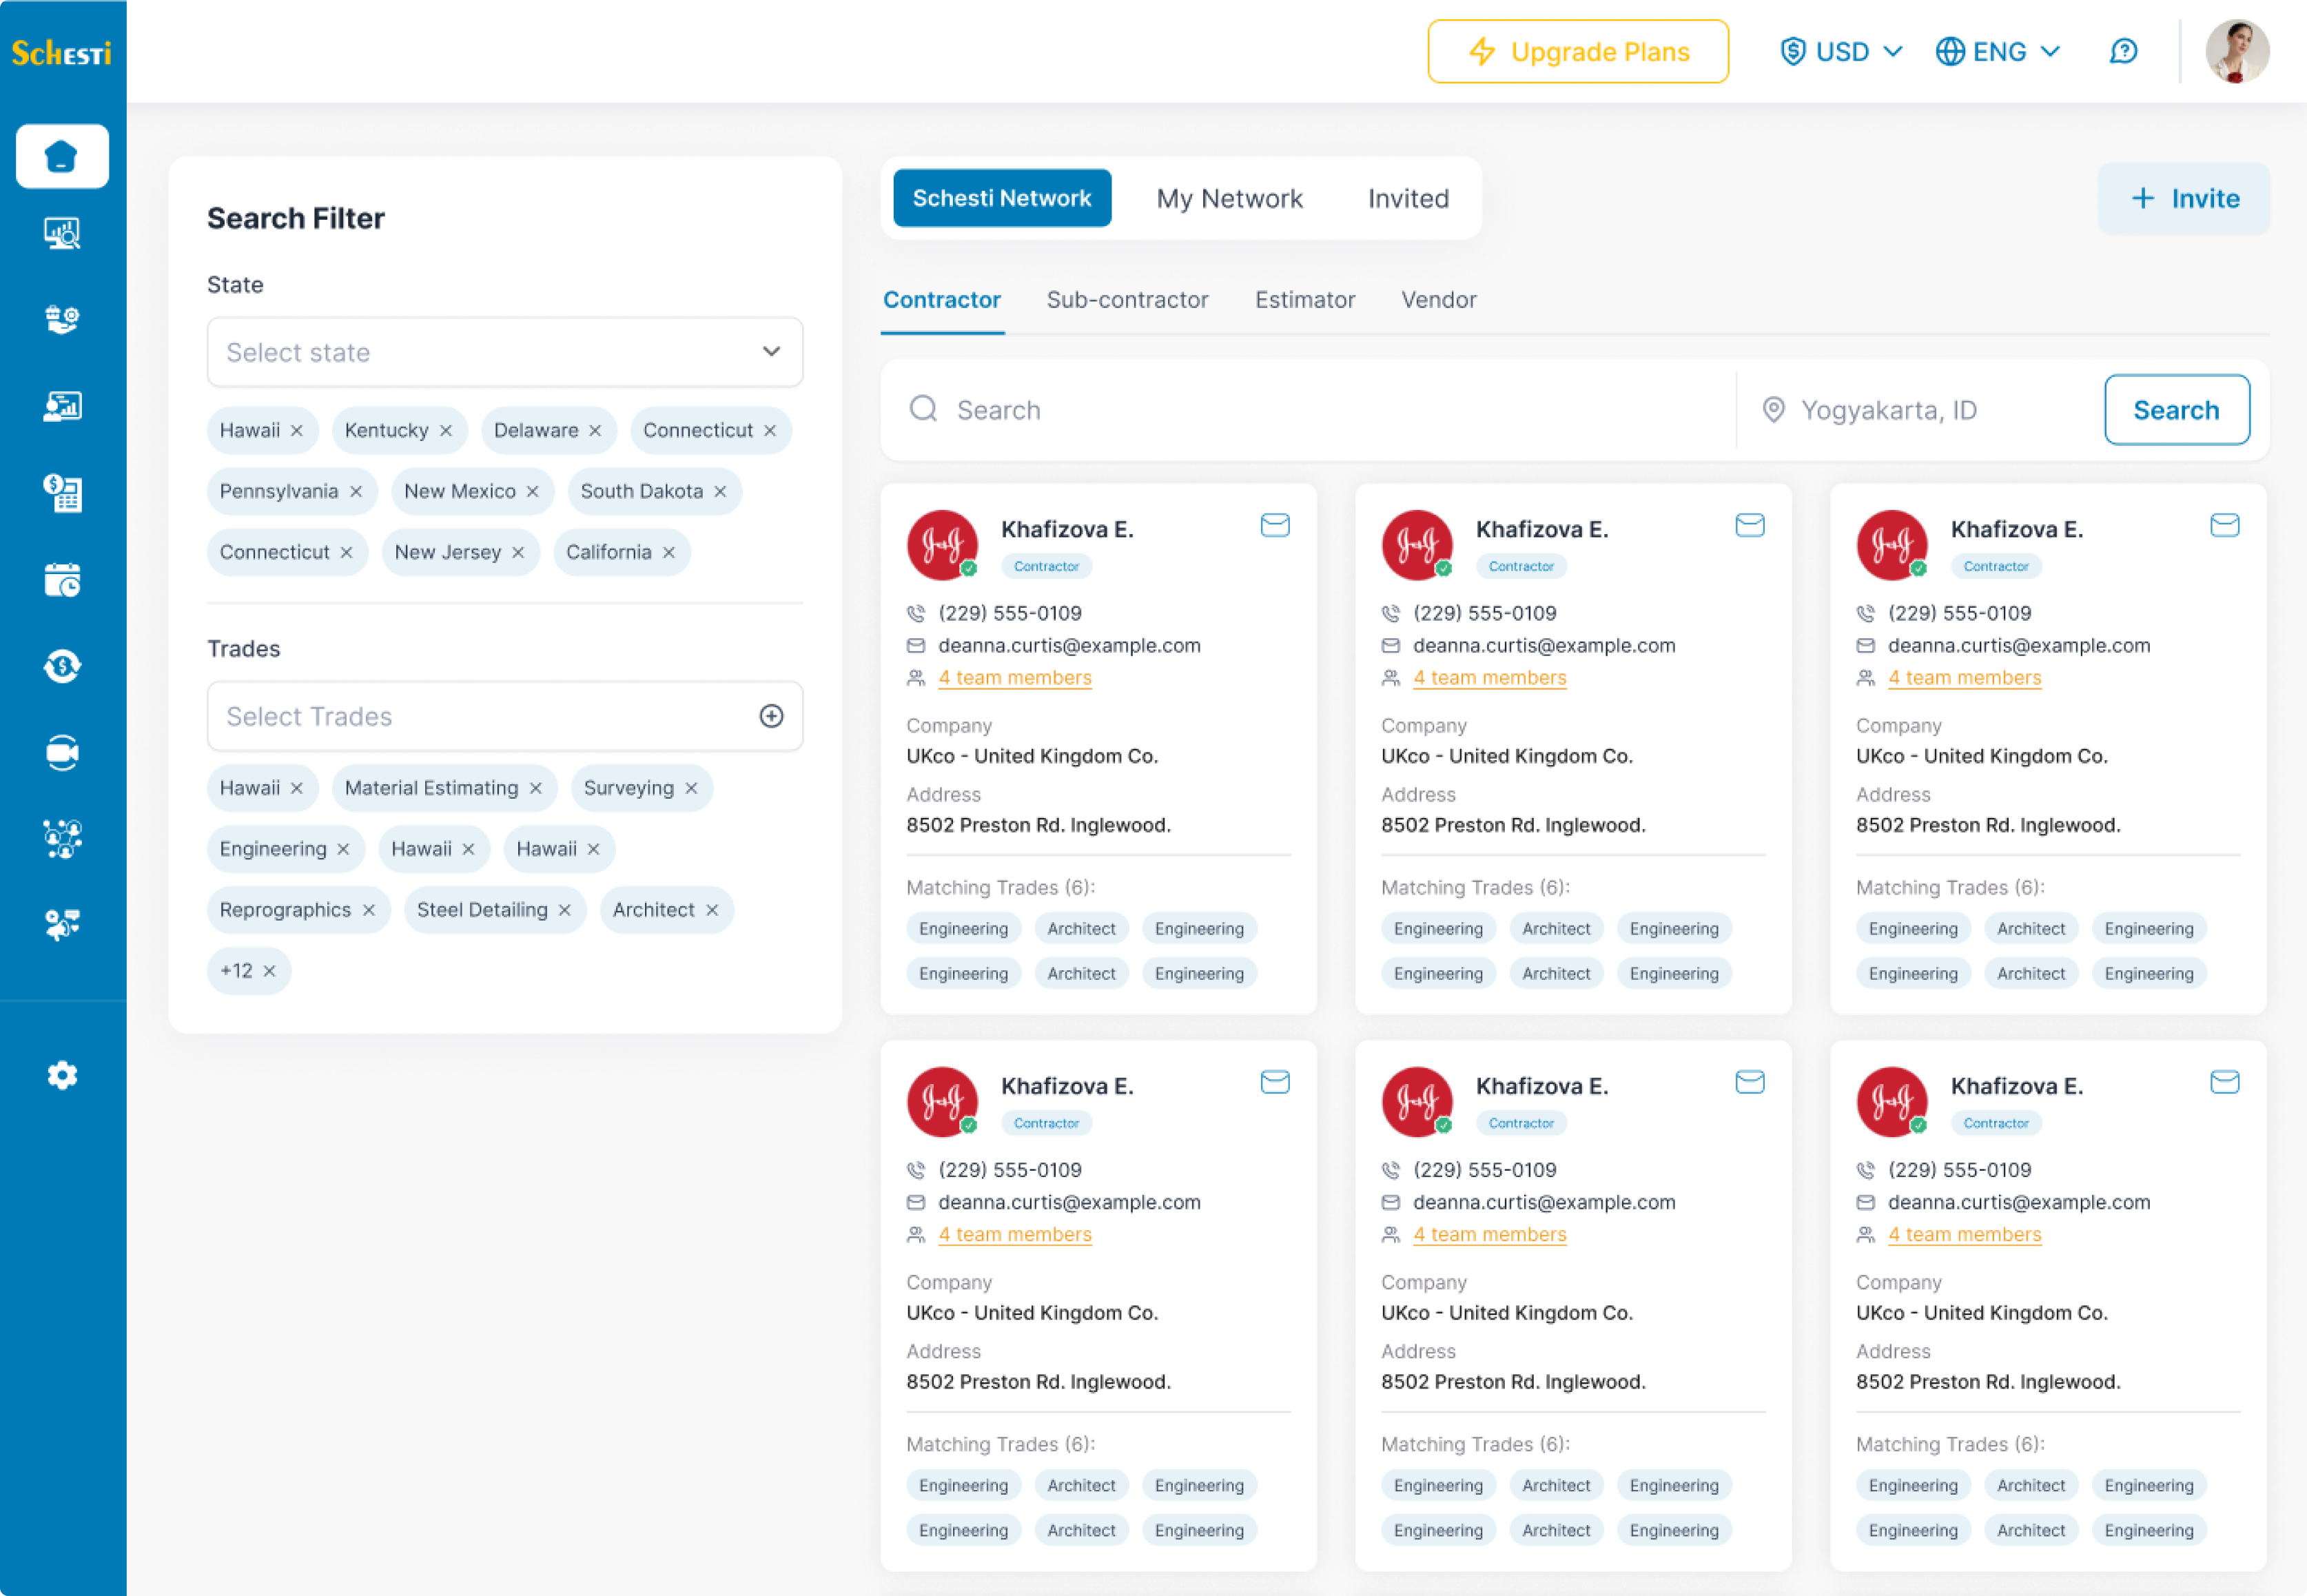 Schesti
Upgrade Plans
USD
ENG
Search Filter
State
Select state
Hawaii × Kentucky × Delaware × Connecticut ×
Pennsylvania × New Mexico × South Dakota ×
Connecticut × New Jersey × California ×
Trades
Select Trades
Hawaii × Material Estimating × Surveying ×
Engineering × Hawaii × Hawaii ×
Reprographics × Steel Detailing × Architect ×
+12 ×
Schesti Network My Network Invited
+ Invite
Contractor Sub-contractor Estimator Vendor
Search Yogyakarta, ID Search
Khafizova E.
Contractor
(229) 555-0109
deanna.curtis@example.com
4 team members
Company
UKco - United Kingdom Co.
Address
8502 Preston Rd. Inglewood.
Matching Trades (6):
Engineering Architect Engineering
Engineering Architect Engineering
Khafizova E.
Contractor
(229) 555-0109
deanna.curtis@example.com
4 team members
Company
UKco - United Kingdom Co.
Address
8502 Preston Rd. Inglewood.
Matching Trades (6):
Engineering Architect Engineering
Engineering Architect Engineering
Khafizova E.
Contractor
(229) 555-0109
deanna.curtis@example.com
4 team members
Company
UKco - United Kingdom Co.
Address
8502 Preston Rd. Inglewood.
Matching Trades (6):
Engineering Architect Engineering
Engineering Architect Engineering
Khafizova E.
Contractor
(229) 555-0109
deanna.curtis@example.com
4 team members
Company
UKco - United Kingdom Co.
Address
8502 Preston Rd. Inglewood.
Matching Trades (6):
Engineering Architect Engineering
Engineering Architect Engineering
Khafizova E.
Contractor
(229) 555-0109
deanna.curtis@example.com
4 team members
Company
UKco - United Kingdom Co.
Address
8502 Preston Rd. Inglewood.
Matching Trades (6):
Engineering Architect Engineering
Engineering Architect Engineering
Khafizova E.
Contractor
(229) 555-0109
deanna.curtis@example.com
4 team members
Company
UKco - United Kingdom Co.
Address
8502 Preston Rd. Inglewood.
Matching Trades (6):
Engineering Architect Engineering
Engineering Architect Engineering